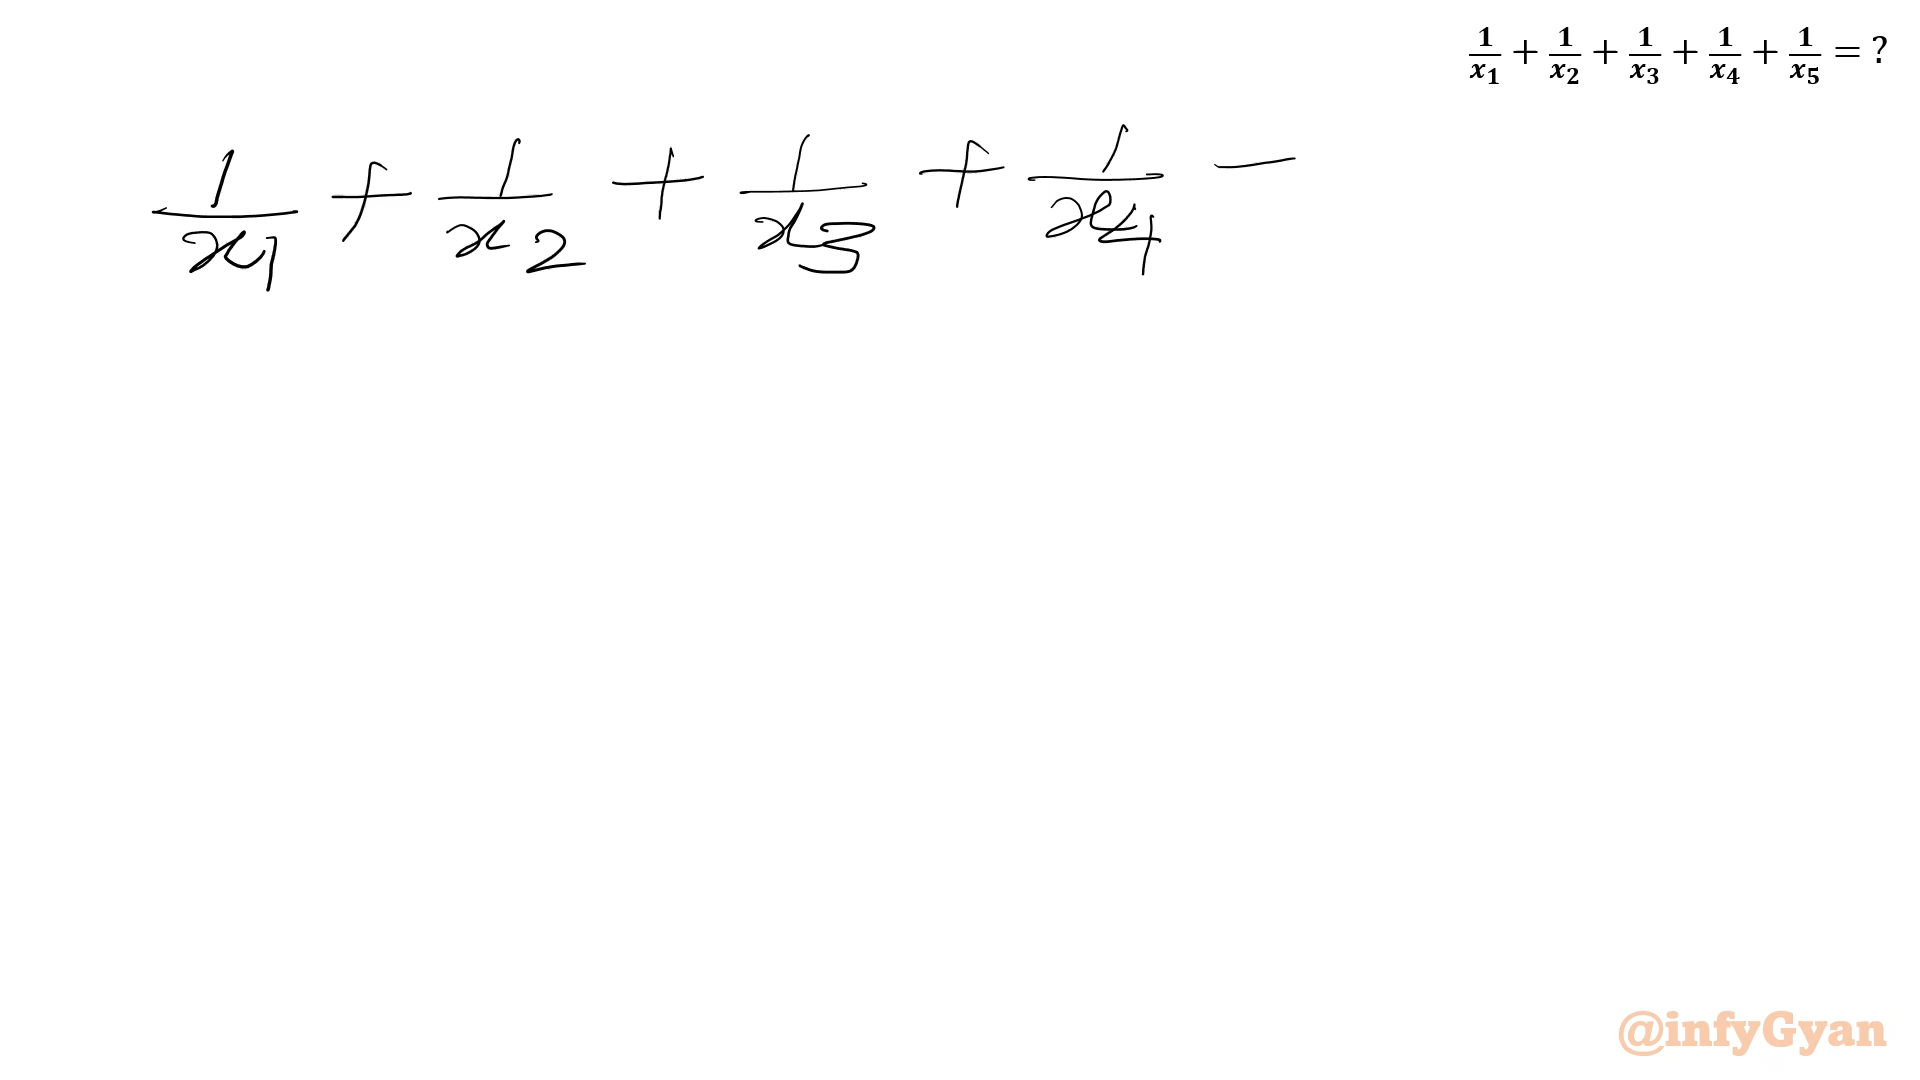 1/x₁ + 1/x₂ + 1/x₃ + 1/x₄ + 1/x₅ = ?
1/x₁ + 1/x₂ + 1/x₃ + 1/x₄ −
@infyGyan